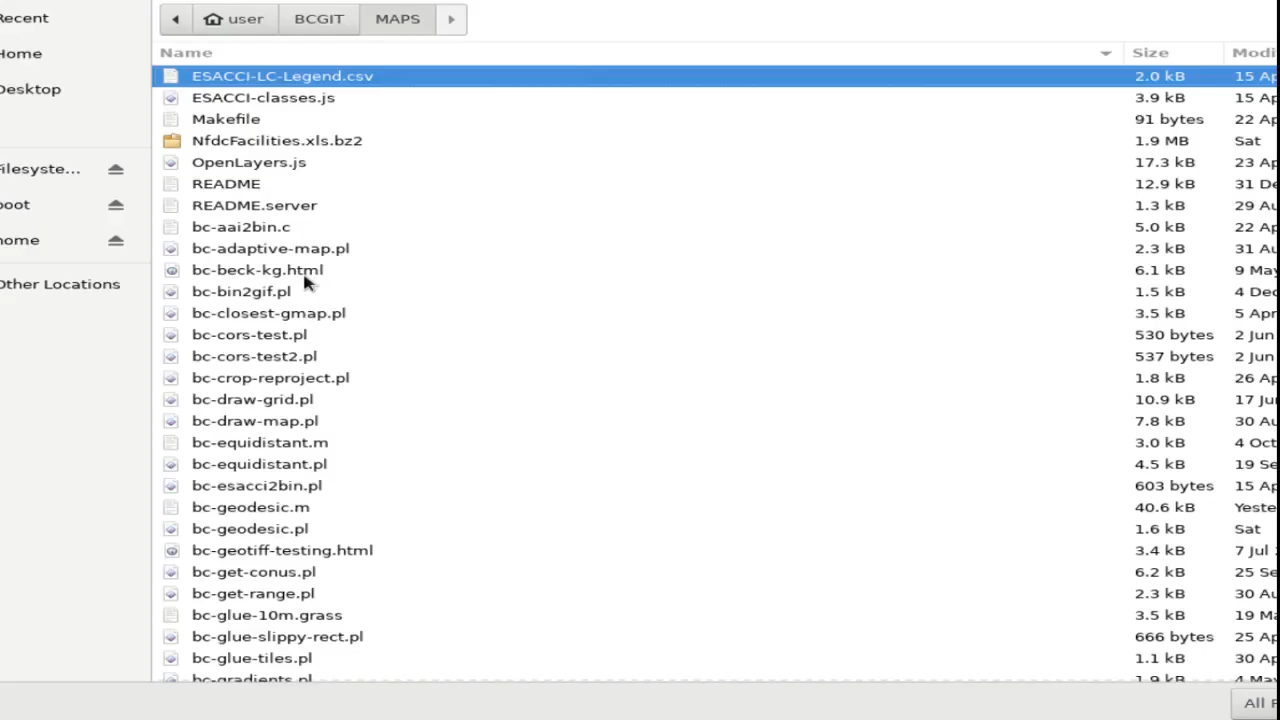 Recent
Home
Desktop
Filesyste...
boot
home
Other Locations
user BCGIT MAPS
Name Size Modi
ESACCI-LC-Legend.csv 2.0 kB 15 Ap
ESACCI-classes.js 3.9 kB 15 Ap
Makefile 91 bytes 22 Ap
NfdcFacilities.xls.bz2 1.9 MB Sat
OpenLayers.js 17.3 kB 23 Ap
README 12.9 kB 31 De
README.server 1.3 kB 29 Au
bc-aai2bin.c 5.0 kB 22 Ap
bc-adaptive-map.pl 2.3 kB 31 Au
bc-beck-kg.html 6.1 kB 9 May
bc-bin2gif.pl 1.5 kB 4 Dec
bc-closest-gmap.pl 3.5 kB 5 Apr
bc-cors-test.pl 530 bytes 2 Jun
bc-cors-test2.pl 537 bytes 2 Jun
bc-crop-reproject.pl 1.8 kB 26 Ap
bc-draw-grid.pl 10.9 kB 17 Ju
bc-draw-map.pl 7.8 kB 30 Au
bc-equidistant.m 3.0 kB 4 Oct
bc-equidistant.pl 4.5 kB 19 Se
bc-esacci2bin.pl 603 bytes 15 Ap
bc-geodesic.m 40.6 kB Yeste
bc-geodesic.pl 1.6 kB Sat
bc-geotiff-testing.html 3.4 kB 7 Jul
bc-get-conus.pl 6.2 kB 25 Se
bc-get-range.pl 2.3 kB 30 Au
bc-glue-10m.grass 3.5 kB 19 Ma
bc-glue-slippy-rect.pl 666 bytes 25 Ap
bc-glue-tiles.pl 1.1 kB 30 Ap
bc-gradients.pl 1.9 kB 4 May
All F